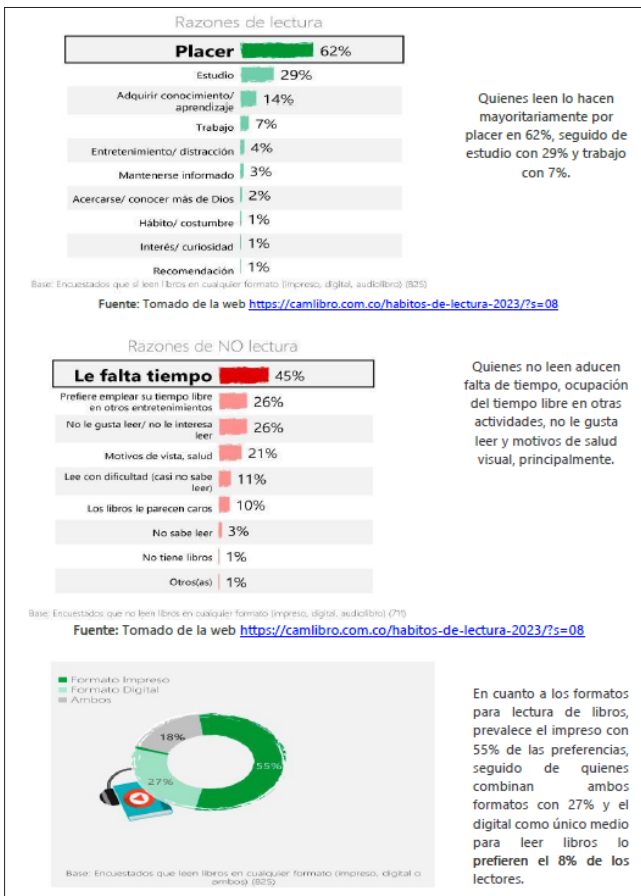 Razones de lectura
Placer 62%
Estudio 29%
Adquirir conocimiento/
aprendizaje 14%
Trabajo 7%
Entretenimiento/ distracción 4%
Mantenerse informado 3%
Acercarse/ conocer más de Dios 2%
Hábito/ costumbre 1%
Interés/ curiosidad 1%
Recomendación 1%
Base: Encuestados que sí leen libros en cualquier formato (impreso, digital, audiolibro) (825)
Quienes leen lo hacen
mayoritariamente por
placer en 62%, seguido de
estudio con 29% y trabajo
con 7%.
Fuente: Tomado de la web https://camlibro.com.co/habitos-de-lectura-2023/?s=08
Razones de NO lectura
Le falta tiempo 45%
Prefiere emplear su tiempo libre
en otros entretenimientos 26%
No le gusta leer/ no le interesa
leer 26%
Motivos de vista, salud 21%
Lee con dificultad (casi no sabe
leer) 11%
Los libros le parecen caros 10%
No sabe leer 3%
No tiene libros 1%
Otros(as) 1%
Base: Encuestados que no leen libros en cualquier formato (impreso, digital, audiolibro) (711)
Quienes no leen aducen
falta de tiempo, ocupación
del tiempo libre en otras
actividades, no le gusta
leer y motivos de salud
visual, principalmente.
Fuente: Tomado de la web https://camlibro.com.co/habitos-de-lectura-2023/?s=08
Formato Impreso
Formato Digital
Ambos
18%
55%
27%
Base: Encuestados que leen libros en cualquier formato (impreso, digital o
ambos) (825)
En cuanto a los formatos
para lectura de libros,
prevalece el impreso con
55% de las preferencias,
seguido de quienes
combinan ambos
formatos con 27% y el
digital como único medio
para leer libros lo
prefieren el 8% de los
lectores.